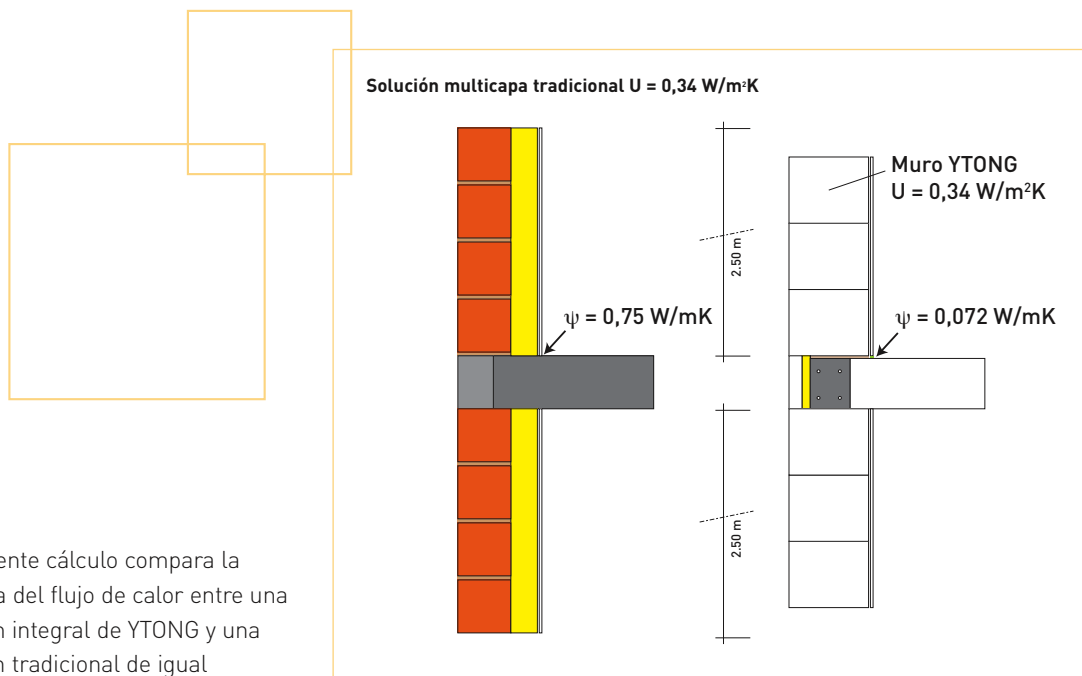 Solución multicapa tradicional U = 0,34 W/m²K
Muro YTONG
U = 0,34 W/m²K
2.50 m
ψ = 0,75 W/mK
ψ = 0,072 W/mK
2.50 m
ente cálculo compara la
del flujo de calor entre una
integral de YTONG y una
tradicional de igual